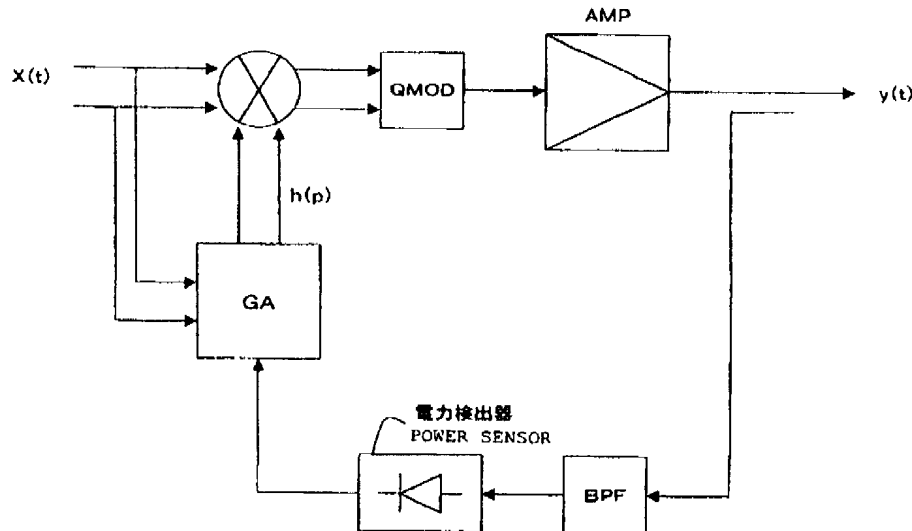 AMP
X(t)
QMOD
y(t)
h(p)
GA
電力検出器
POWER SENSOR
BPF